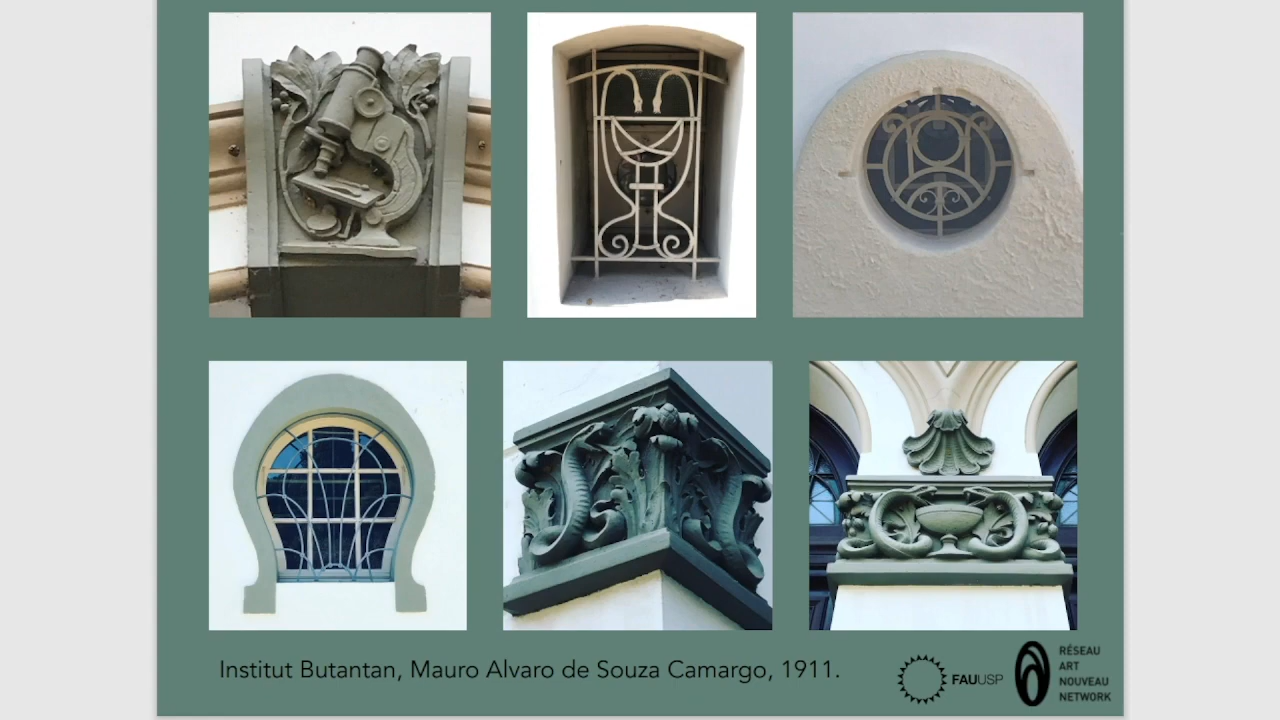 Institut Butantan, Mauro Alvaro de Souza Camargo, 1911.
FAUUSP
RÉSEAU
ART
NOUVEAU
NETWORK